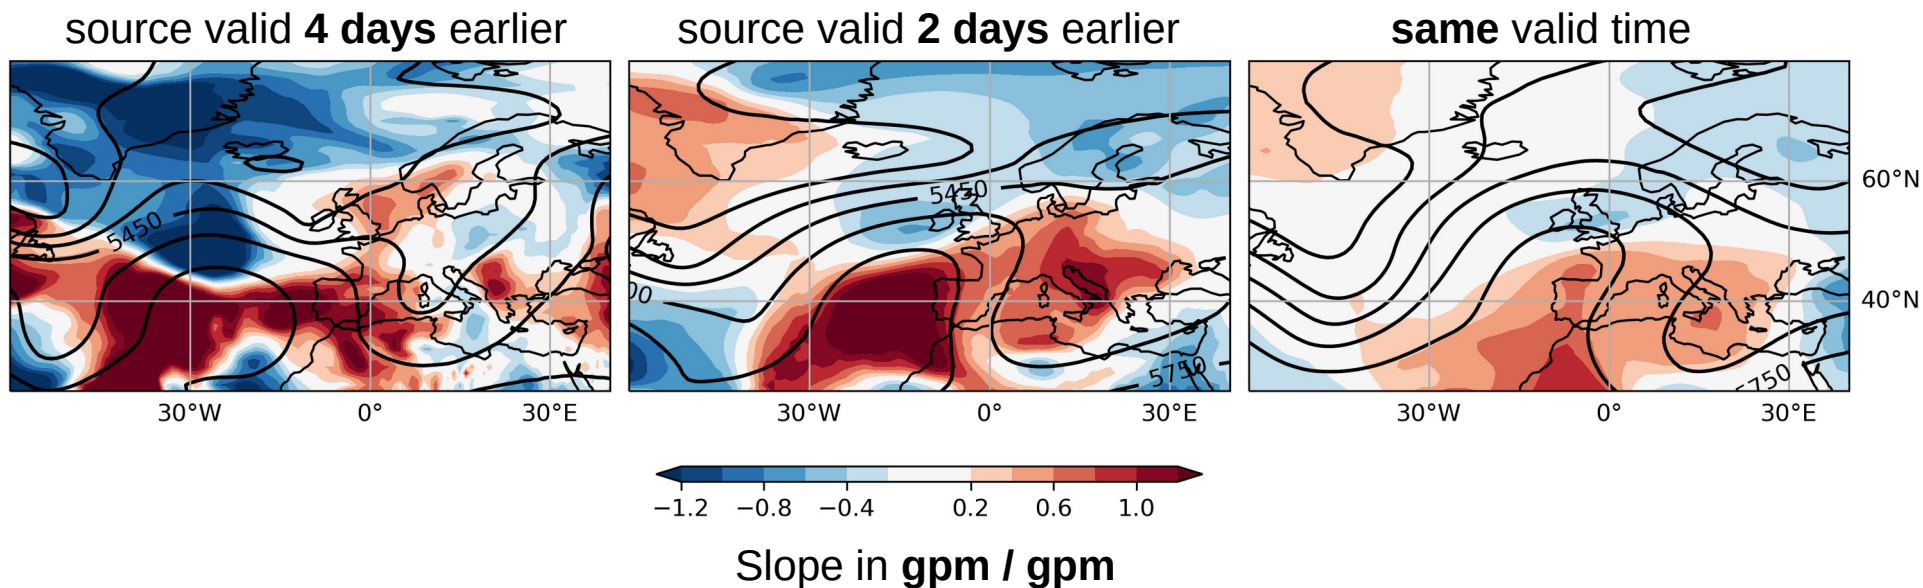 source valid 4 days earlier
source valid 2 days earlier
same valid time
5450
5450
00
5750
5750
60°N
40°N
30°W 0° 30°E
30°W 0° 30°E
30°W 0° 30°E
−1.2 −0.8 −0.4 0.2 0.6 1.0
Slope in gpm / gpm